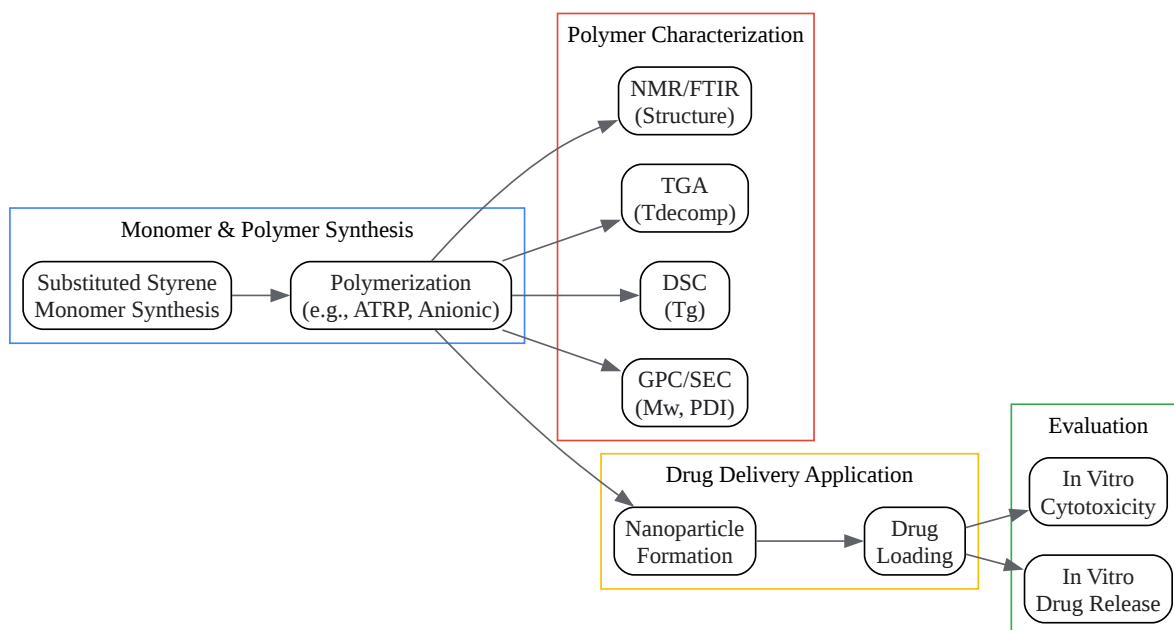 Polymer Characterization
NMR/FTIR
(Structure)
TGA
(Tdecomp)
Monomer & Polymer Synthesis
Substituted Styrene
Monomer Synthesis
Polymerization
(e.g., ATRP, Anionic)
DSC
(Tg)
GPC/SEC
(Mw, PDI)
Evaluation
Drug Delivery Application
In Vitro
Cytotoxicity
Nanoparticle
Formation
Drug
Loading
In Vitro
Drug Release